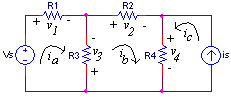 R1 R2
+ v1 - + v2 - ic
Vs + - ia R3 + v3 - ib R4 + v4 - is